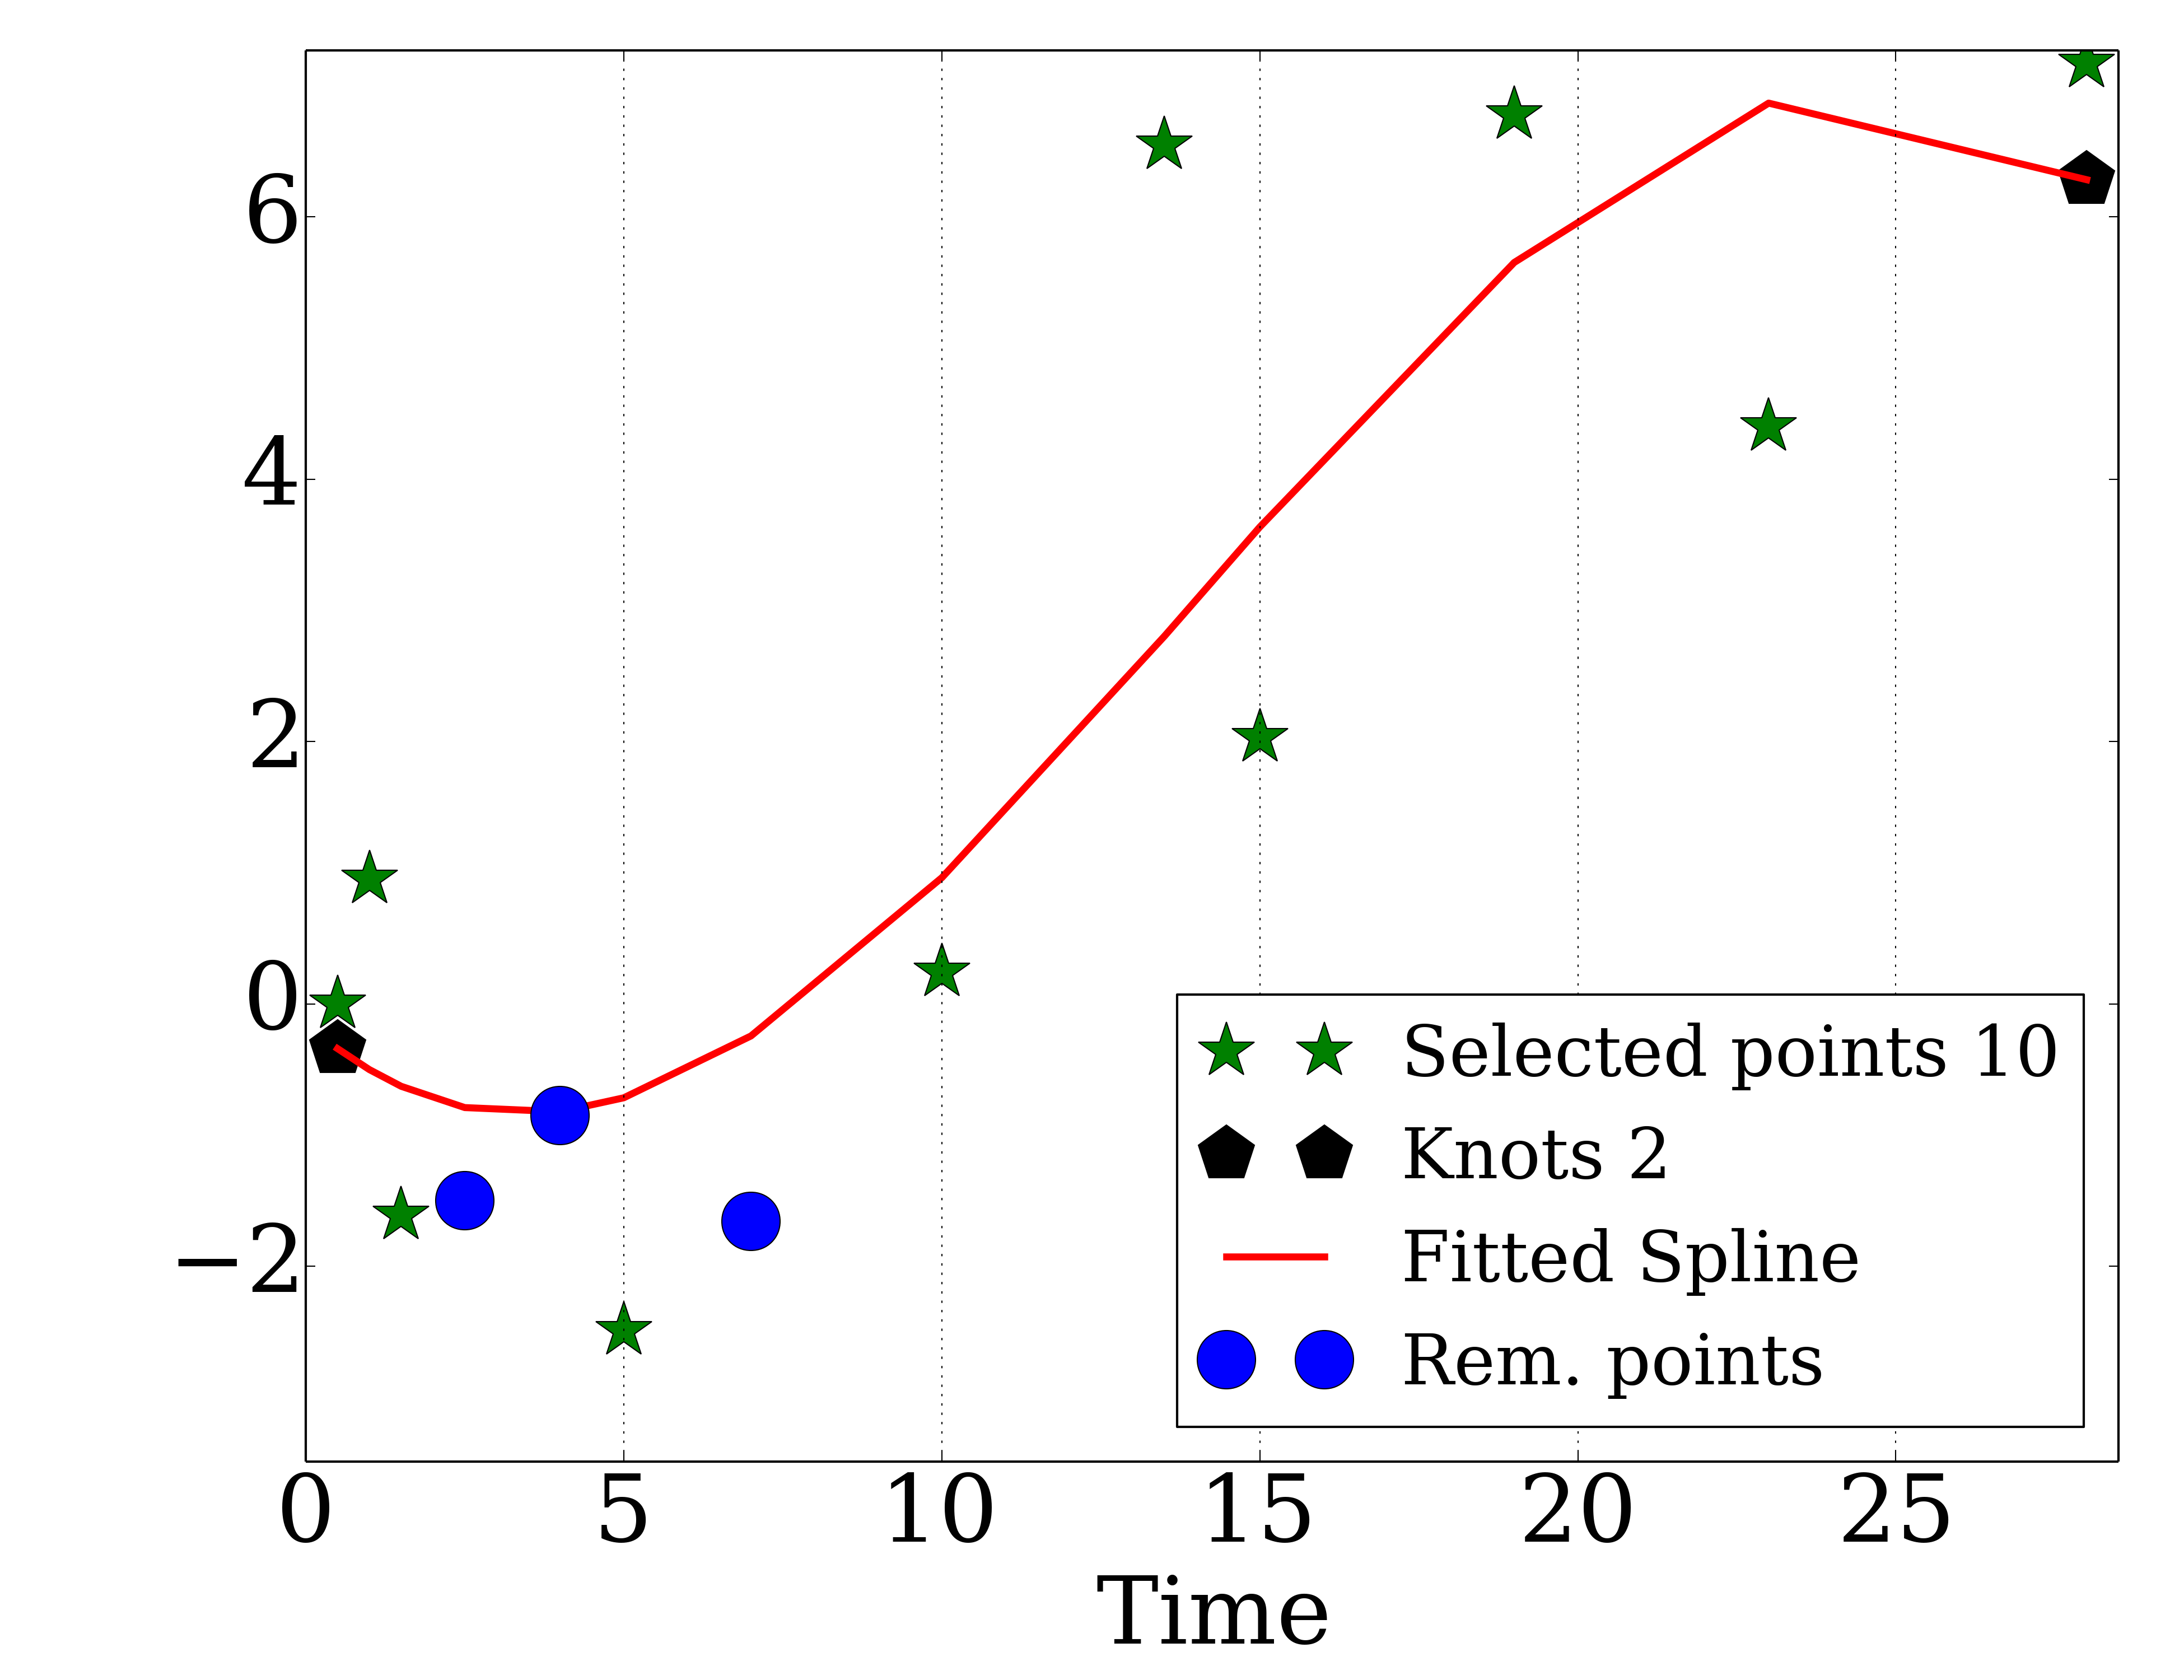 6
4
2
0
−2
Selected points 10
Knots 2
Fitted Spline
Rem. points
0 5 10 15 20 25
Time